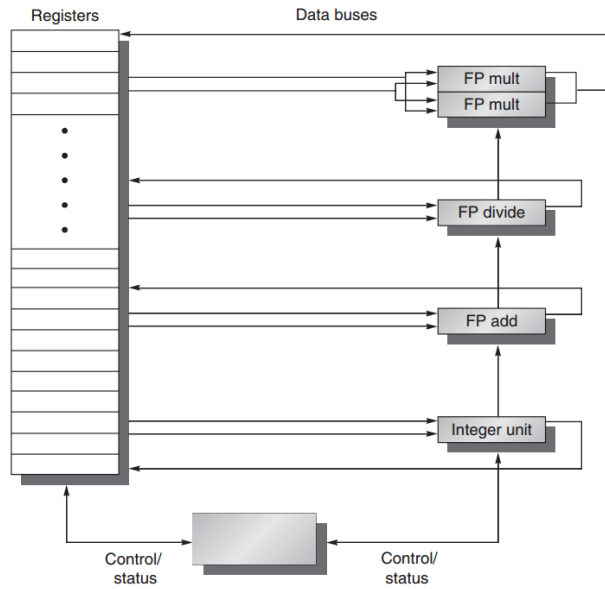 Registers
Data buses
FP mult
FP mult
FP divide
FP add
Integer unit
Control/
status
Control/
status